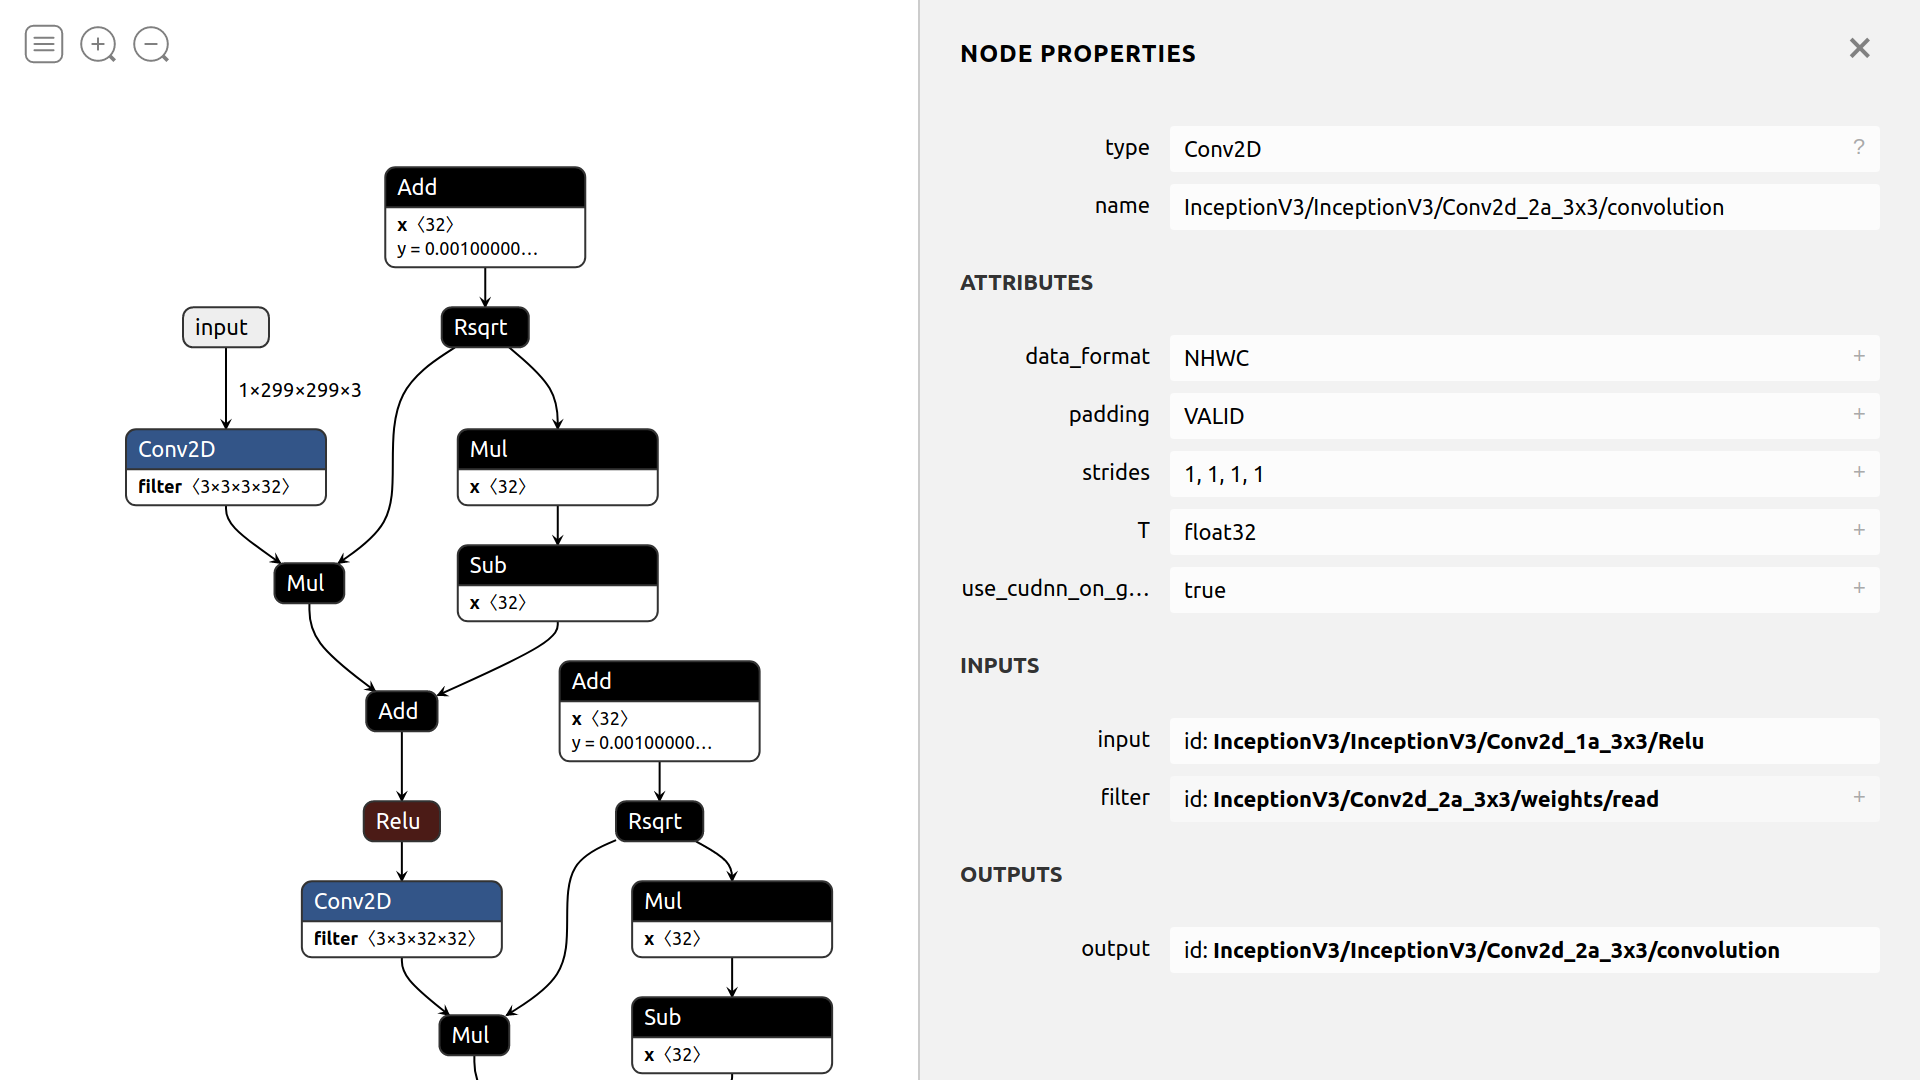 Add
x〈32〉
y = 0.00100000…
input
Rsqrt
1×299×299×3
Conv2D
filter〈3×3×3×32〉
Mul
x〈32〉
Mul
Sub
x〈32〉
Add
Add
x〈32〉
y = 0.00100000…
Relu
Rsqrt
Conv2D
filter〈3×3×32×32〉
Mul
x〈32〉
Mul
Sub
x〈32〉
NODE PROPERTIES
type Conv2D ?
name InceptionV3/InceptionV3/Conv2d_2a_3x3/convolution
ATTRIBUTES
data_format NHWC +
padding VALID +
strides 1, 1, 1, 1 +
T float32 +
use_cudnn_on_g… true +
INPUTS
input id: InceptionV3/InceptionV3/Conv2d_1a_3x3/Relu
filter id: InceptionV3/Conv2d_2a_3x3/weights/read +
OUTPUTS
output id: InceptionV3/InceptionV3/Conv2d_2a_3x3/convolution